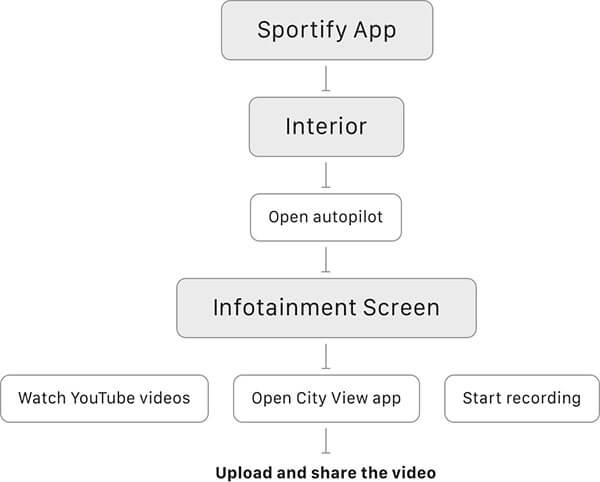 Sportify App
Interior
Open autopilot
Infotainment Screen
Watch YouTube videos
Open City View app
Start recording
Upload and share the video